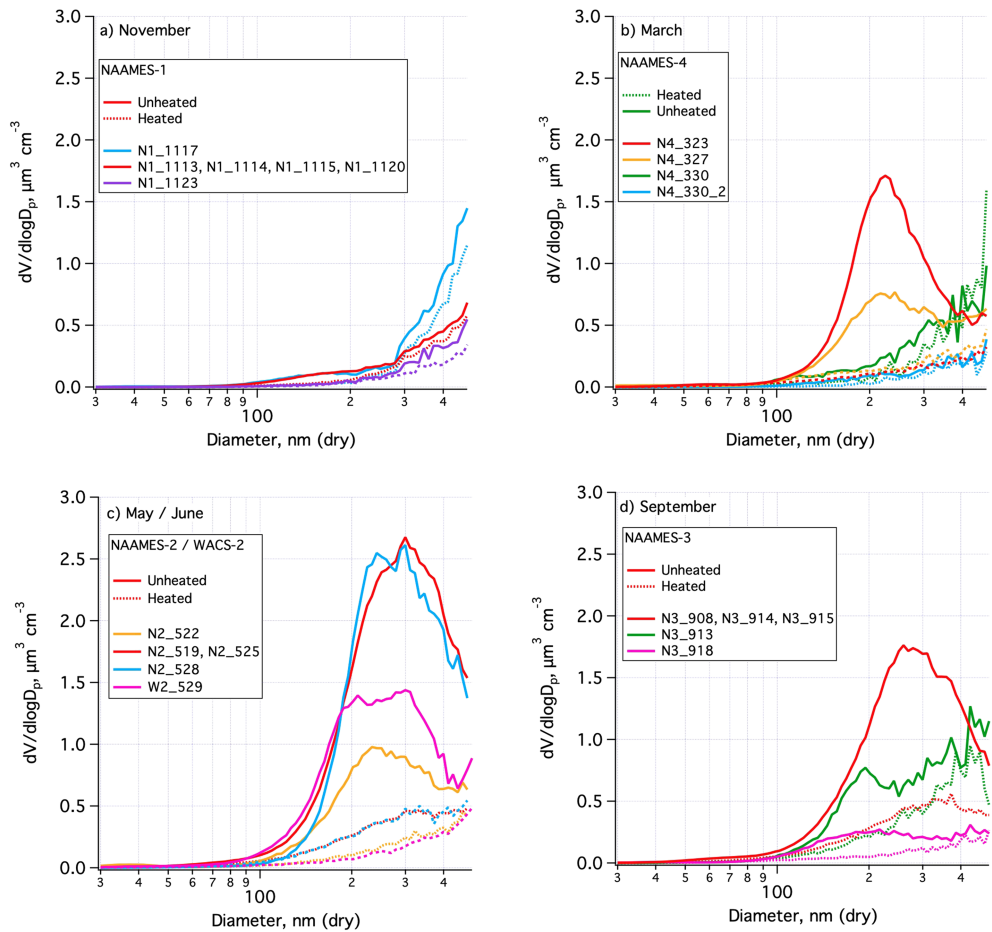 a) November
NAAMES-1
Unheated
Heated
N1_1117
N1_1113, N1_1114, N1_1115, N1_1120
N1_1123
3.0
2.5
2.0
1.5
1.0
0.5
0.0
dV/dlogDp, μm³ cm⁻³
3 4 5 6 7 8 9 100 2 3 4
Diameter, nm (dry)
b) March
NAAMES-4
Heated
Unheated
N4_323
N4_327
N4_330
N4_330_2
3.0
2.5
2.0
1.5
1.0
0.5
0.0
dV/dlogDp, μm³ cm⁻³
3 4 5 6 7 8 9 100 2 3 4
Diameter, nm (dry)
c) May / June
NAAMES-2 / WACS-2
Unheated
Heated
N2_522
N2_519, N2_525
N2_528
W2_529
3.0
2.5
2.0
1.5
1.0
0.5
0.0
dV/dlogDp, μm³ cm⁻³
3 4 5 6 7 8 9 100 2 3 4
Diameter, nm (dry)
d) September
NAAMES-3
Unheated
Heated
N3_908, N3_914, N3_915
N3_913
N3_918
3.0
2.5
2.0
1.5
1.0
0.5
0.0
dV/dlogDp, μm³ cm⁻³
3 4 5 6 7 8 9 100 2 3 4
Diameter, nm (dry)